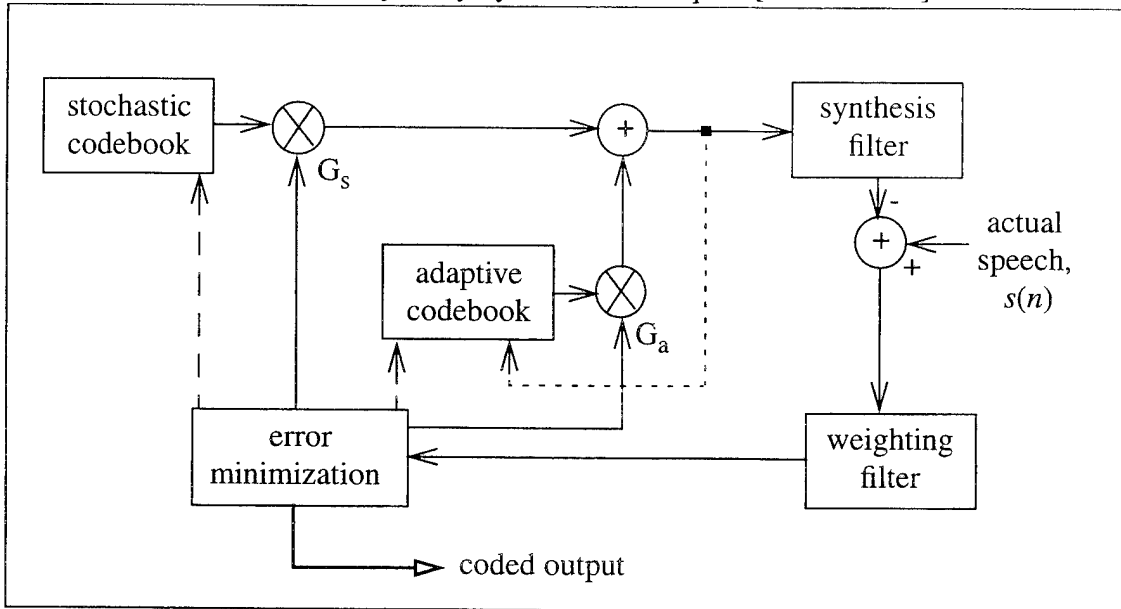 stochastic
codebook
G_s
+
synthesis
filter
-
+
+
actual
speech,
s(n)
adaptive
codebook
G_a
error
minimization
weighting
filter
coded output